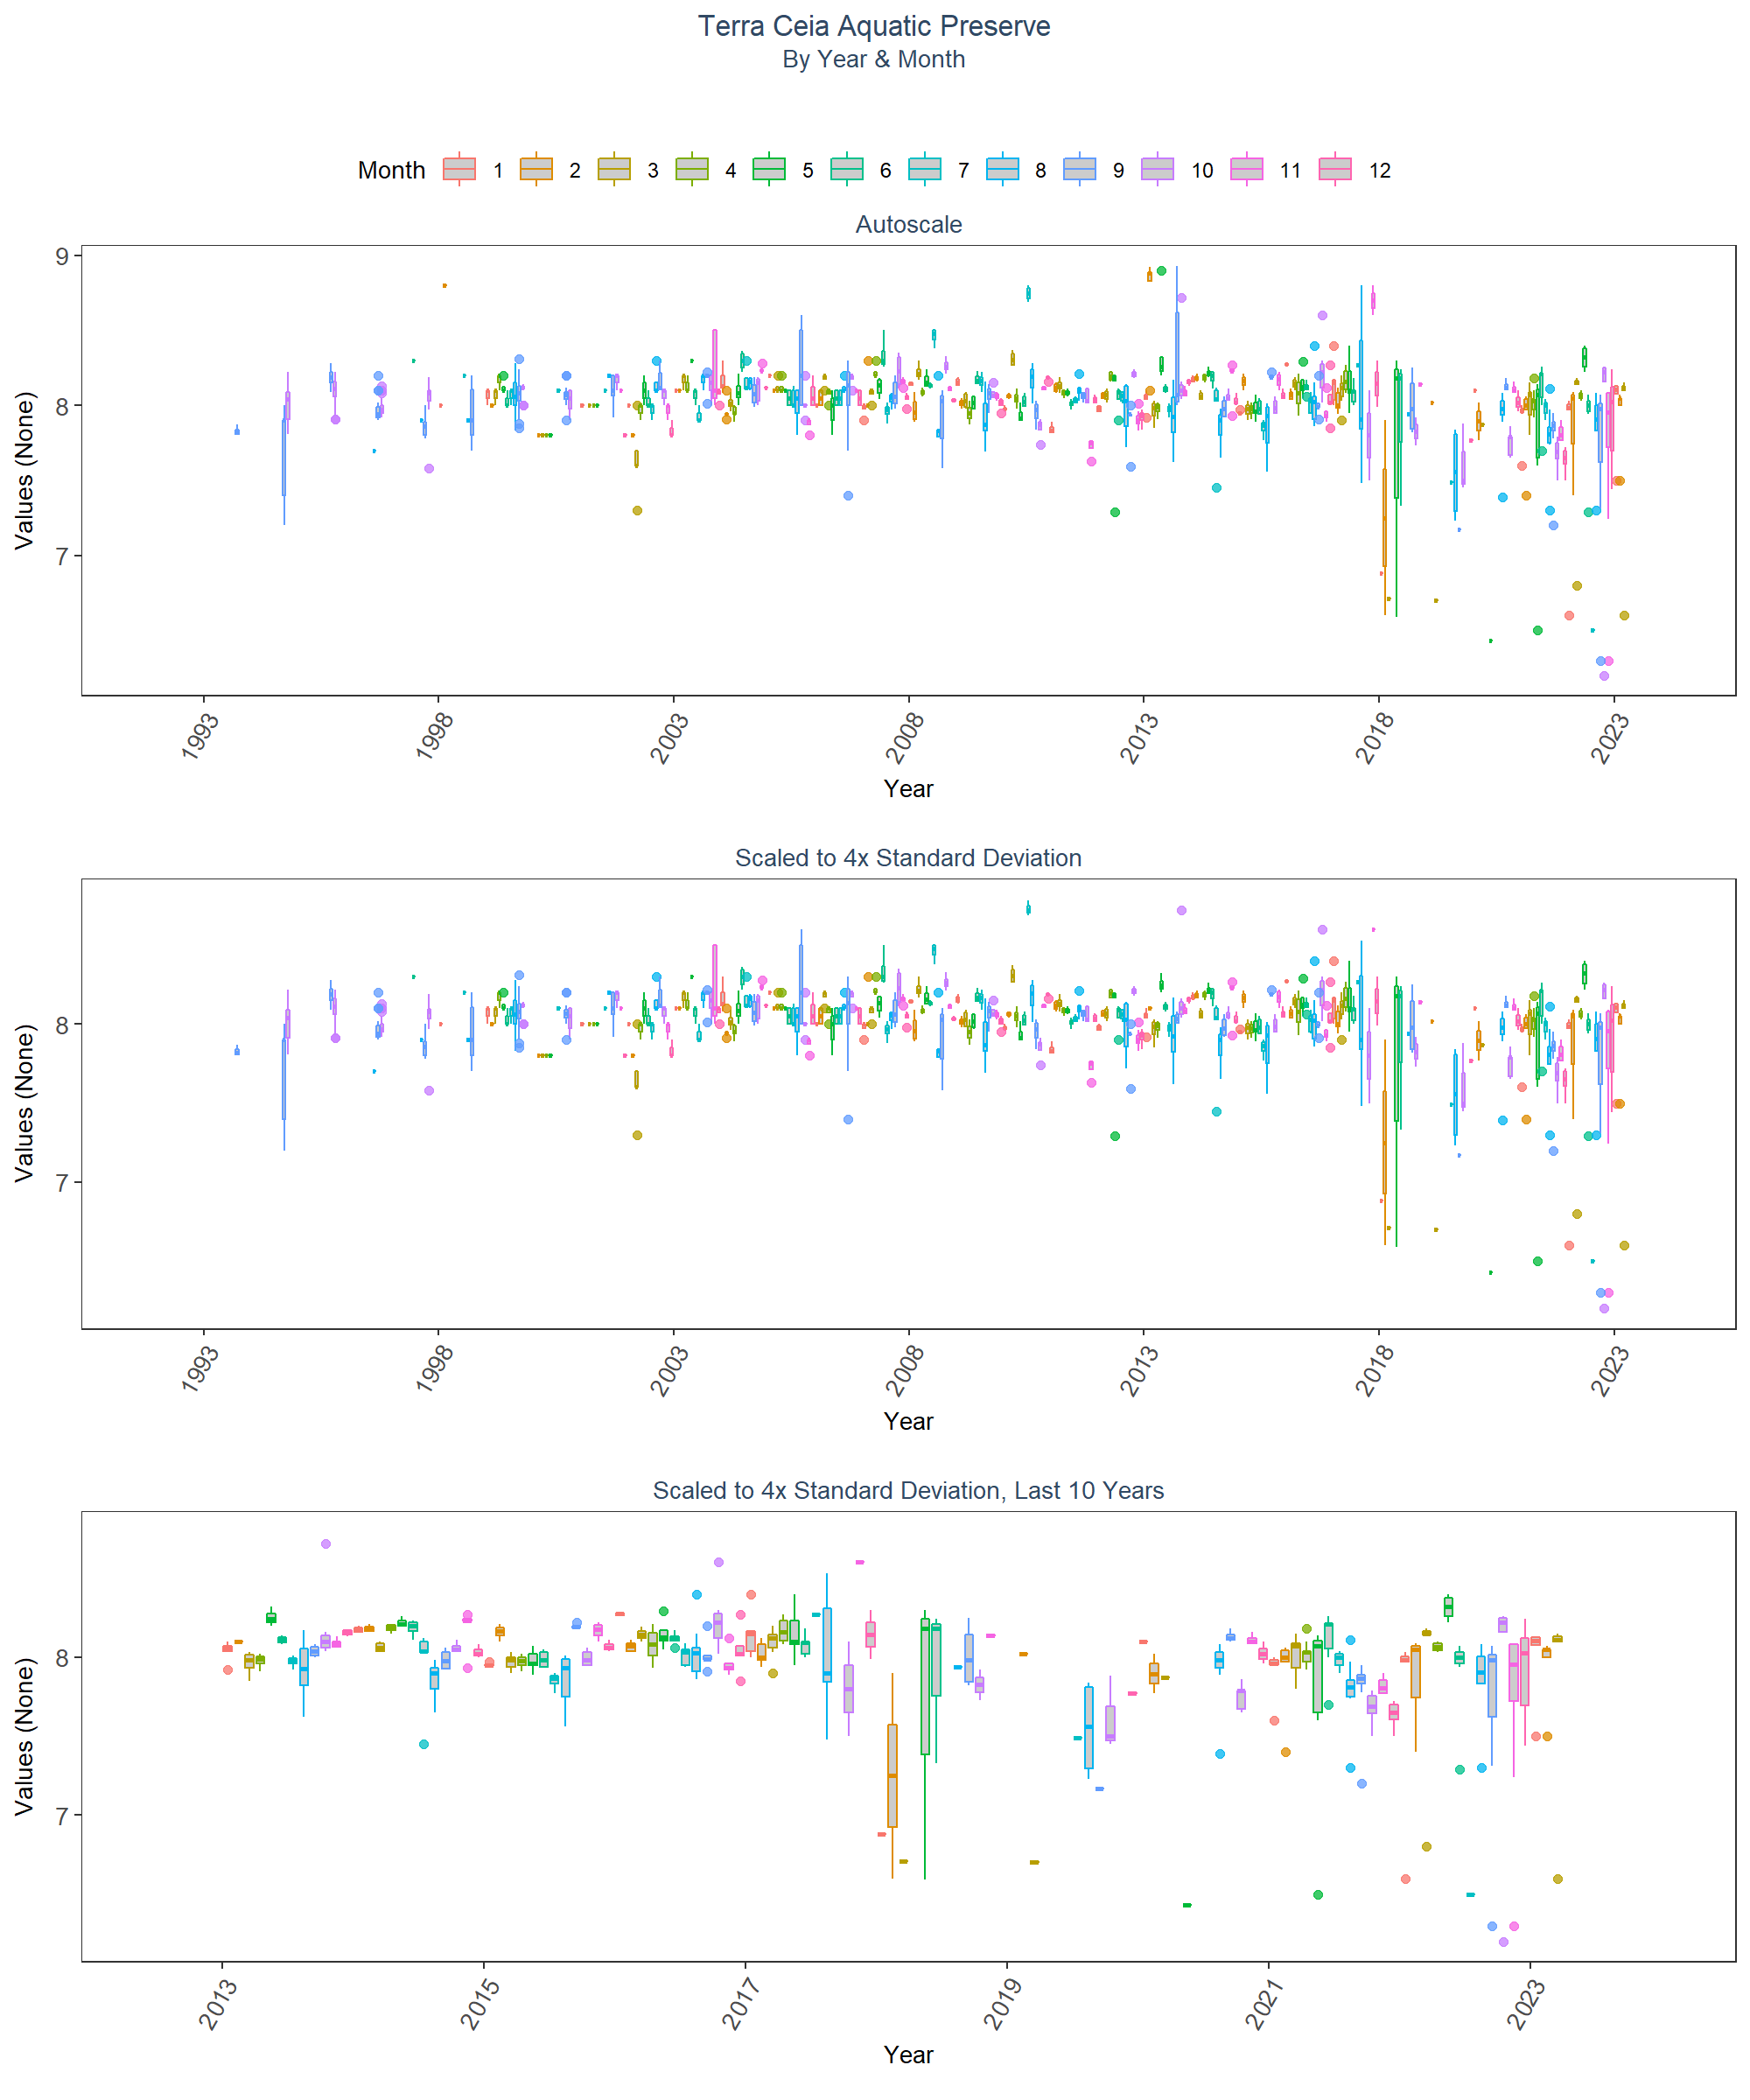 Terra Ceia Aquatic Preserve
By Year & Month
Month 1 2 3 4 5 6 7 8 9 10 11 12
Autoscale
Values (None)
9
8
7
1993 1998 2003 2008 2013 2018 2023
Year
Scaled to 4x Standard Deviation
Values (None)
8
7
1993 1998 2003 2008 2013 2018 2023
Year
Scaled to 4x Standard Deviation, Last 10 Years
Values (None)
8
7
2013 2015 2017 2019 2021 2023
Year